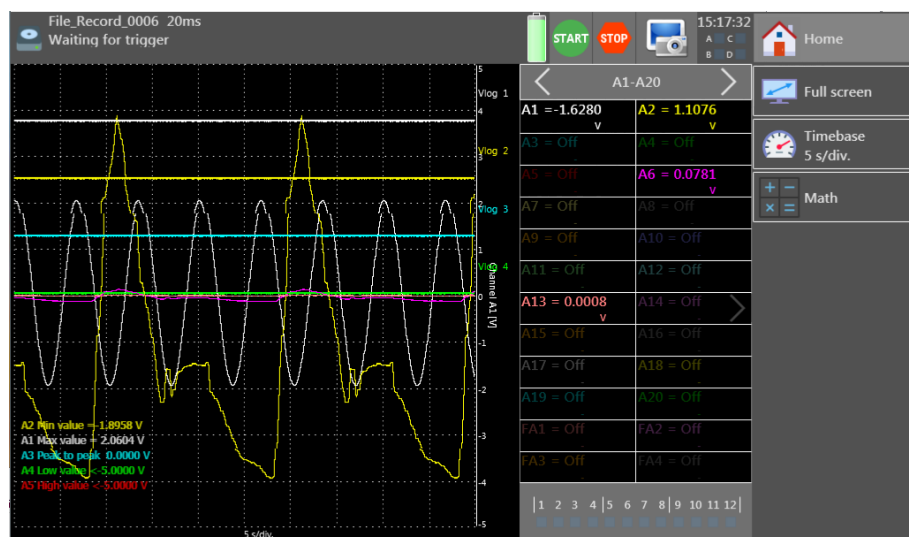 File_Record_0006 20ms
Waiting for trigger
START
STOP
15:17:32
A C
B D
Home
Full screen
Timebase
5 s/div.
Math
5
Vlog 1
4
Vlog 2
3
2
Vlog 3
1
Vlog 4
0
Channel A1 [V]
-1
-2
-3
-4
-5
A2 Min value =-1.8958 V
A1 Max value = 2.0604 V
A3 Peak to peak :0.0000 V
A4 Low value <-5.0000 V
A5 High value <-5.0000 V
5 s/div.
A1-A20
A1 =-1.6280 V
A2 = 1.1076 V
A3 = Off
A4 = Off
A5 = Off
A6 = 0.0781 V
A7 = Off
A8 = Off
A9 = Off
A10 = Off
A11 = Off
A12 = Off
A13 = 0.0008 V
A14 = Off
A15 = Off
A16 = Off
A17 = Off
A18 = Off
A19 = Off
A20 = Off
FA1 = Off
FA2 = Off
FA3 = Off
FA4 = Off
1 2 3 4 5 6 7 8 9 10 11 12